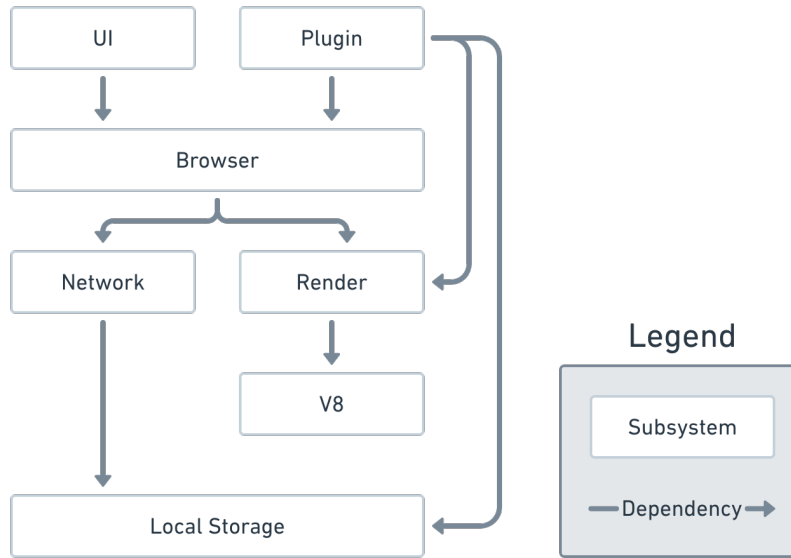 UI
Plugin
Browser
Network
Render
V8
Local Storage
Legend
Subsystem
Dependency